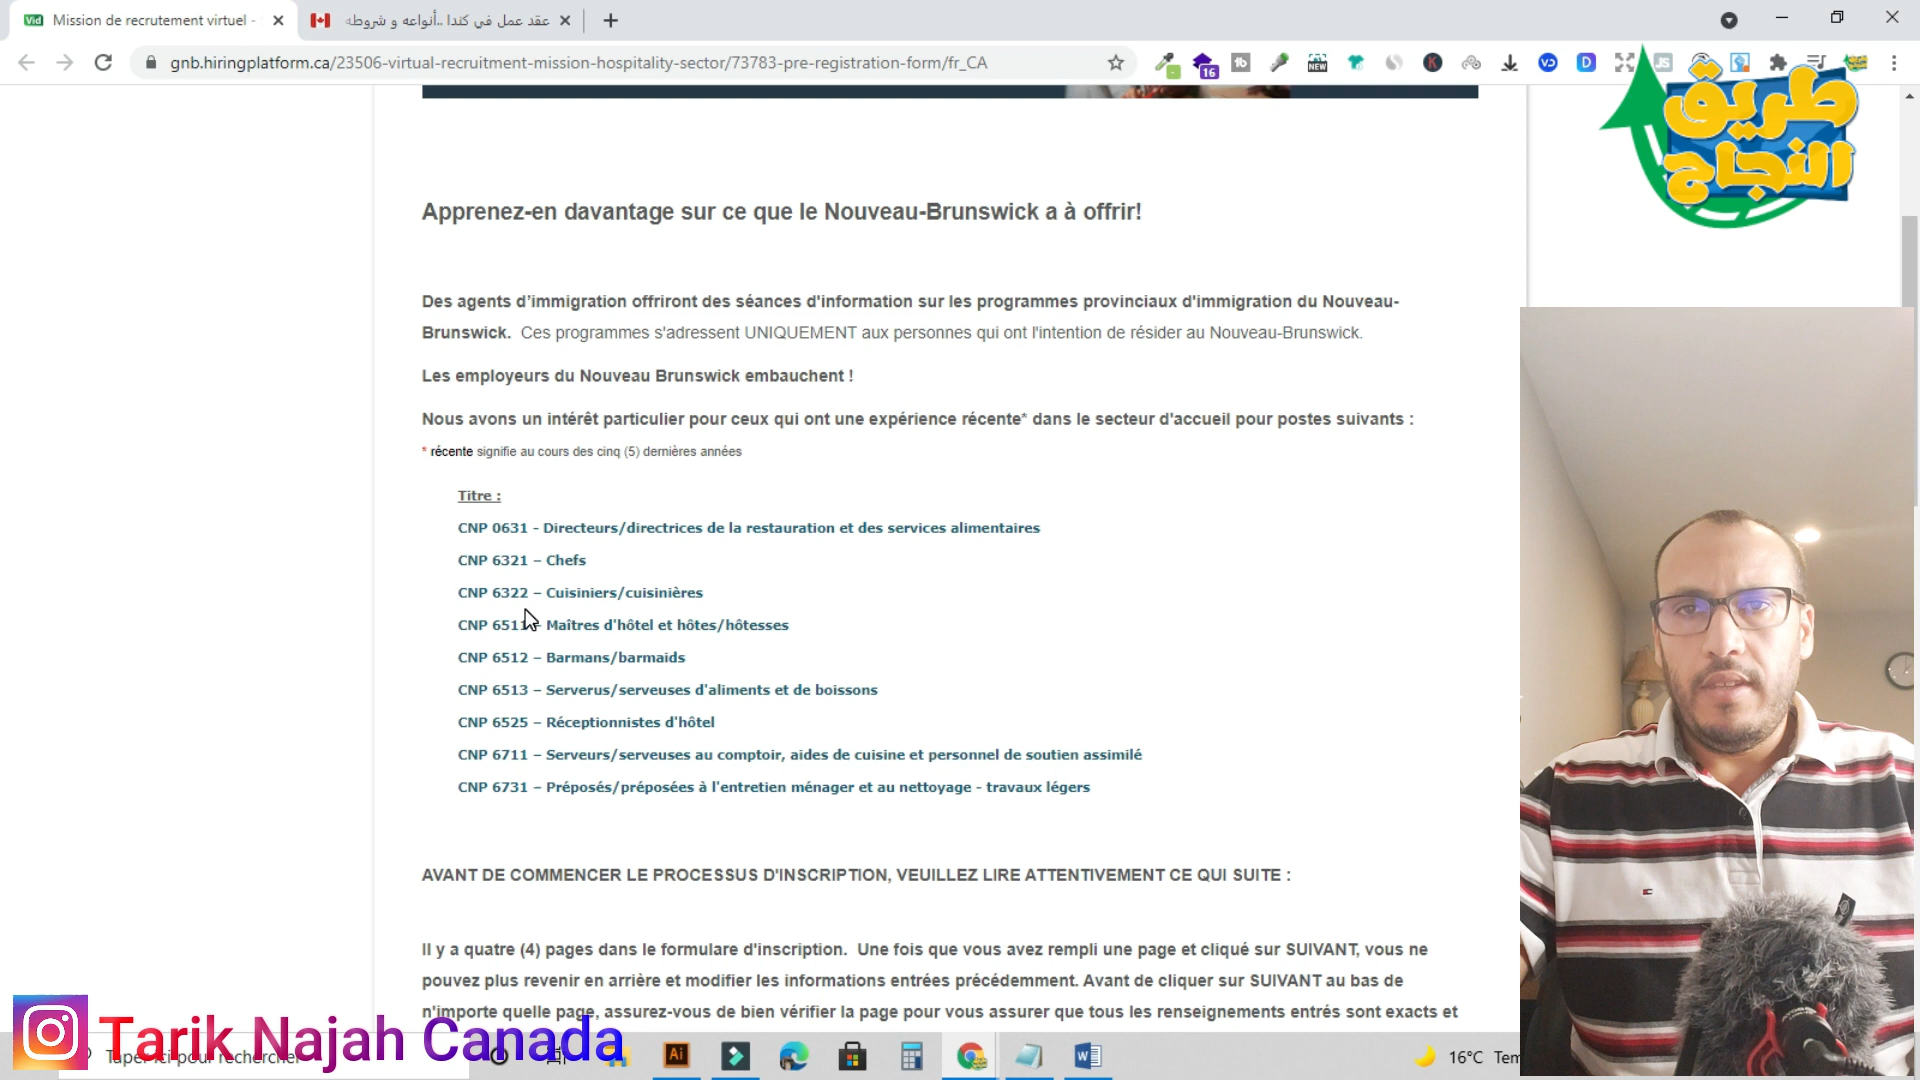 Mission de recrutement virtuel -
عقد عمل في كندا ..أنواعه و شروطه
gnb.hiringplatform.ca/23506-virtual-recruitment-mission-hospitality-sector/73783-pre-registration-form/fr_CA
16
NEW
طريق
النجاح
Apprenez-en davantage sur ce que le Nouveau-Brunswick a à offrir!
Des agents d’immigration offriront des séances d'information sur les programmes provinciaux d'immigration du Nouveau-
Brunswick. Ces programmes s'adressent UNIQUEMENT aux personnes qui ont l'intention de résider au Nouveau-Brunswick.
Les employeurs du Nouveau Brunswick embauchent !
Nous avons un intérêt particulier pour ceux qui ont une expérience récente* dans le secteur d'accueil pour postes suivants :
* récente signifie au cours des cinq (5) dernières années
Titre :
CNP 0631 - Directeurs/directrices de la restauration et des services alimentaires
CNP 6321 – Chefs
CNP 6322 – Cuisiniers/cuisinières
CNP 6511 – Maîtres d'hôtel et hôtes/hôtesses
CNP 6512 – Barmans/barmaids
CNP 6513 – Serverus/serveuses d'aliments et de boissons
CNP 6525 – Réceptionnistes d'hôtel
CNP 6711 – Serveurs/serveuses au comptoir, aides de cuisine et personnel de soutien assimilé
CNP 6731 – Préposés/préposées à l'entretien ménager et au nettoyage - travaux légers
AVANT DE COMMENCER LE PROCESSUS D'INSCRIPTION, VEUILLEZ LIRE ATTENTIVEMENT CE QUI SUITE :
Il y a quatre (4) pages dans le formulaire d'inscription. Une fois que vous avez rempli une page et cliqué sur SUIVANT, vous ne
pouvez plus revenir en arrière et modifier les informations entrées précédemment. Avant de cliquer sur SUIVANT au bas de
n'importe quelle page, assurez-vous de bien vérifier la page pour vous assurer que tous les renseignements entrés sont exacts et
Tarik Najah Canada
Taper ici pour rechercher
Ai
16°C Tem